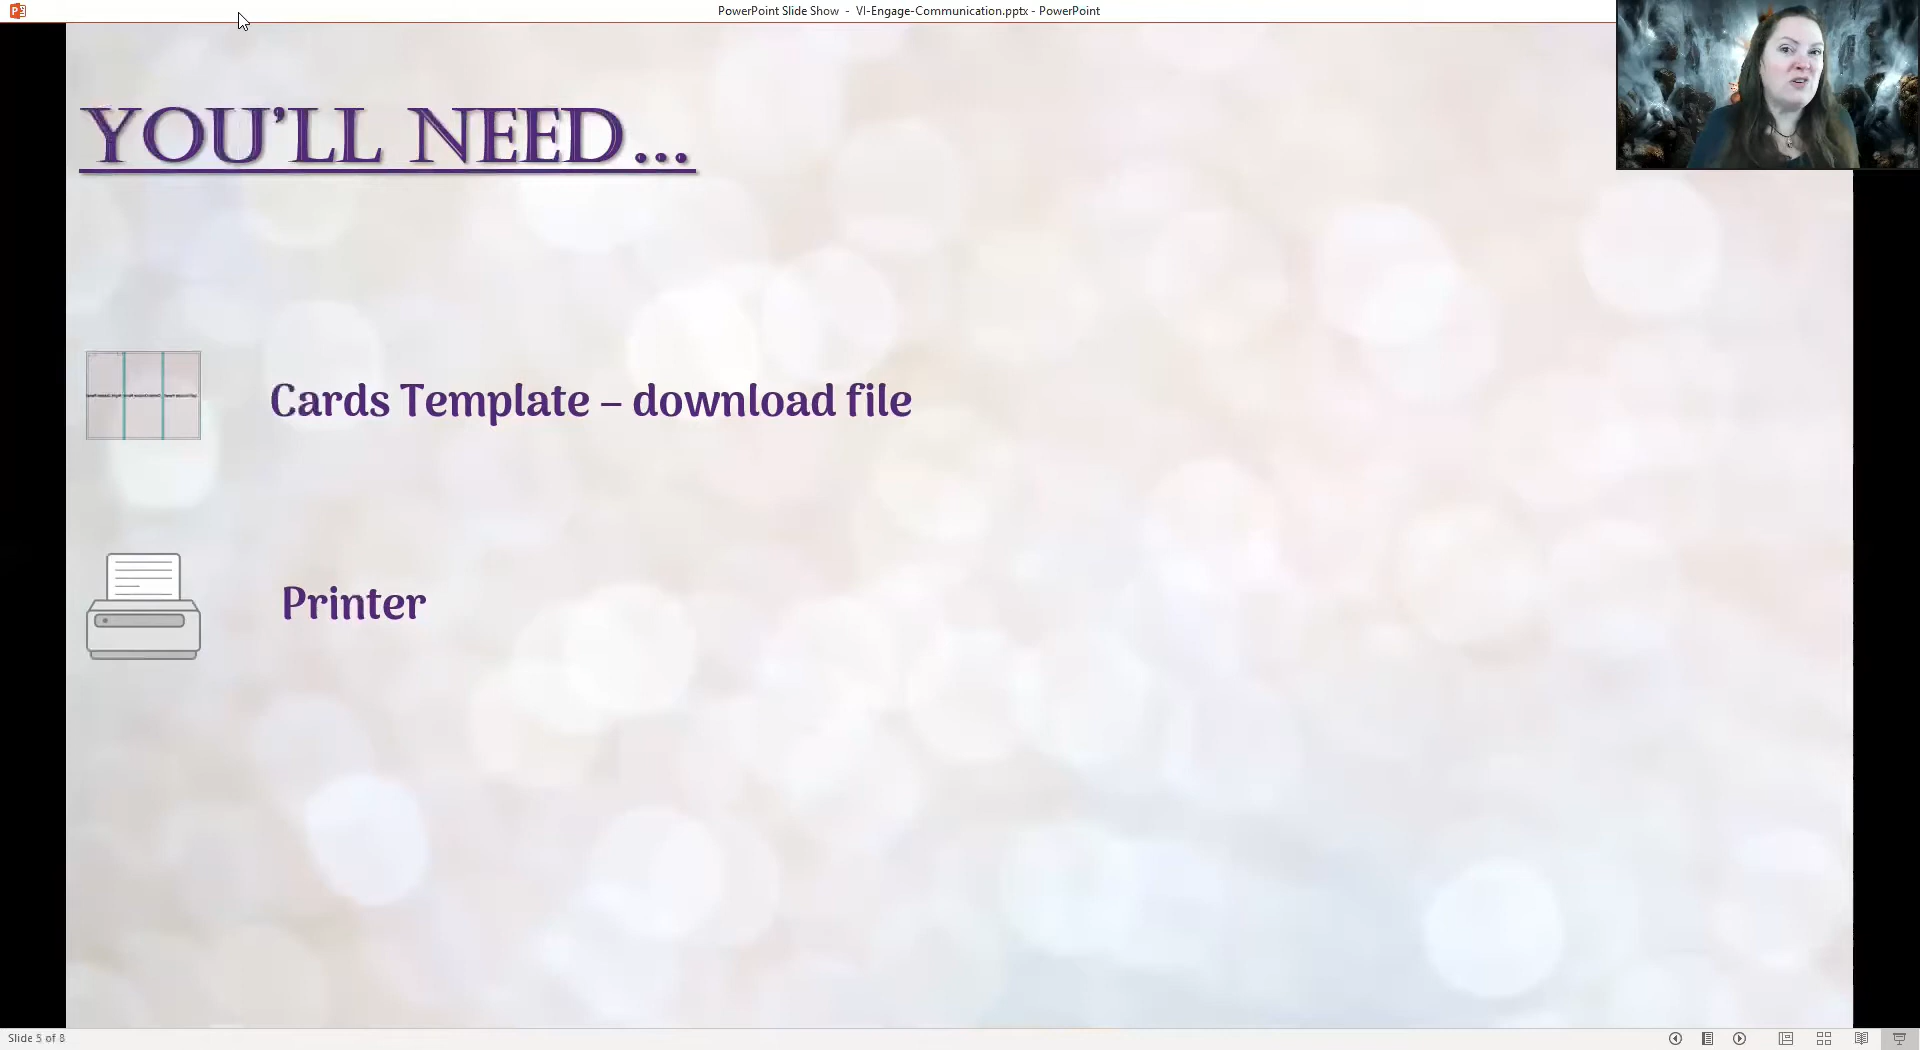 PowerPoint Slide Show - VI-Engage-Communication.pptx - PowerPoint
YOU'LL NEED...
Cards Template – download file
Printer
Slide 5 of 8